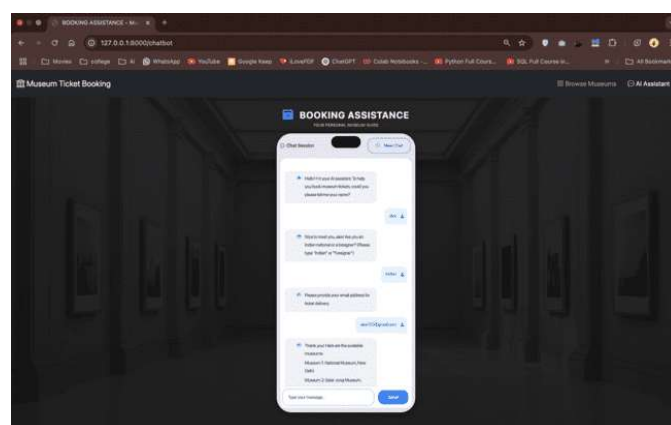 BOOKING ASSISTANCE - M...
127.0.0.1:8000/chatbot
Movies college AI WhatsApp YouTube Google Keep iLovePDF ChatGPT Colab Notebooks -... Python Full Cours... SQL Full Course in... All Bookmarks
Museum Ticket Booking Browse Museums AI Assistant
BOOKING ASSISTANCE
YOUR PERSONAL MUSEUM GUIDE
Chat Session New Chat
Hello! I'm your AI assistant. To help
you book museum tickets, could you
please tell me your name?
Nice to meet you, Are you an
Indian national or a foreigner? (Please
type "Indian" or "Foreigner")
Indian
Please provide your email address for
ticket delivery.
Thank you! Here are the available
museums:
Museum 1: National Museum, New
Delhi
Museum 2: Salar Jung Museum,
Type your message... Send